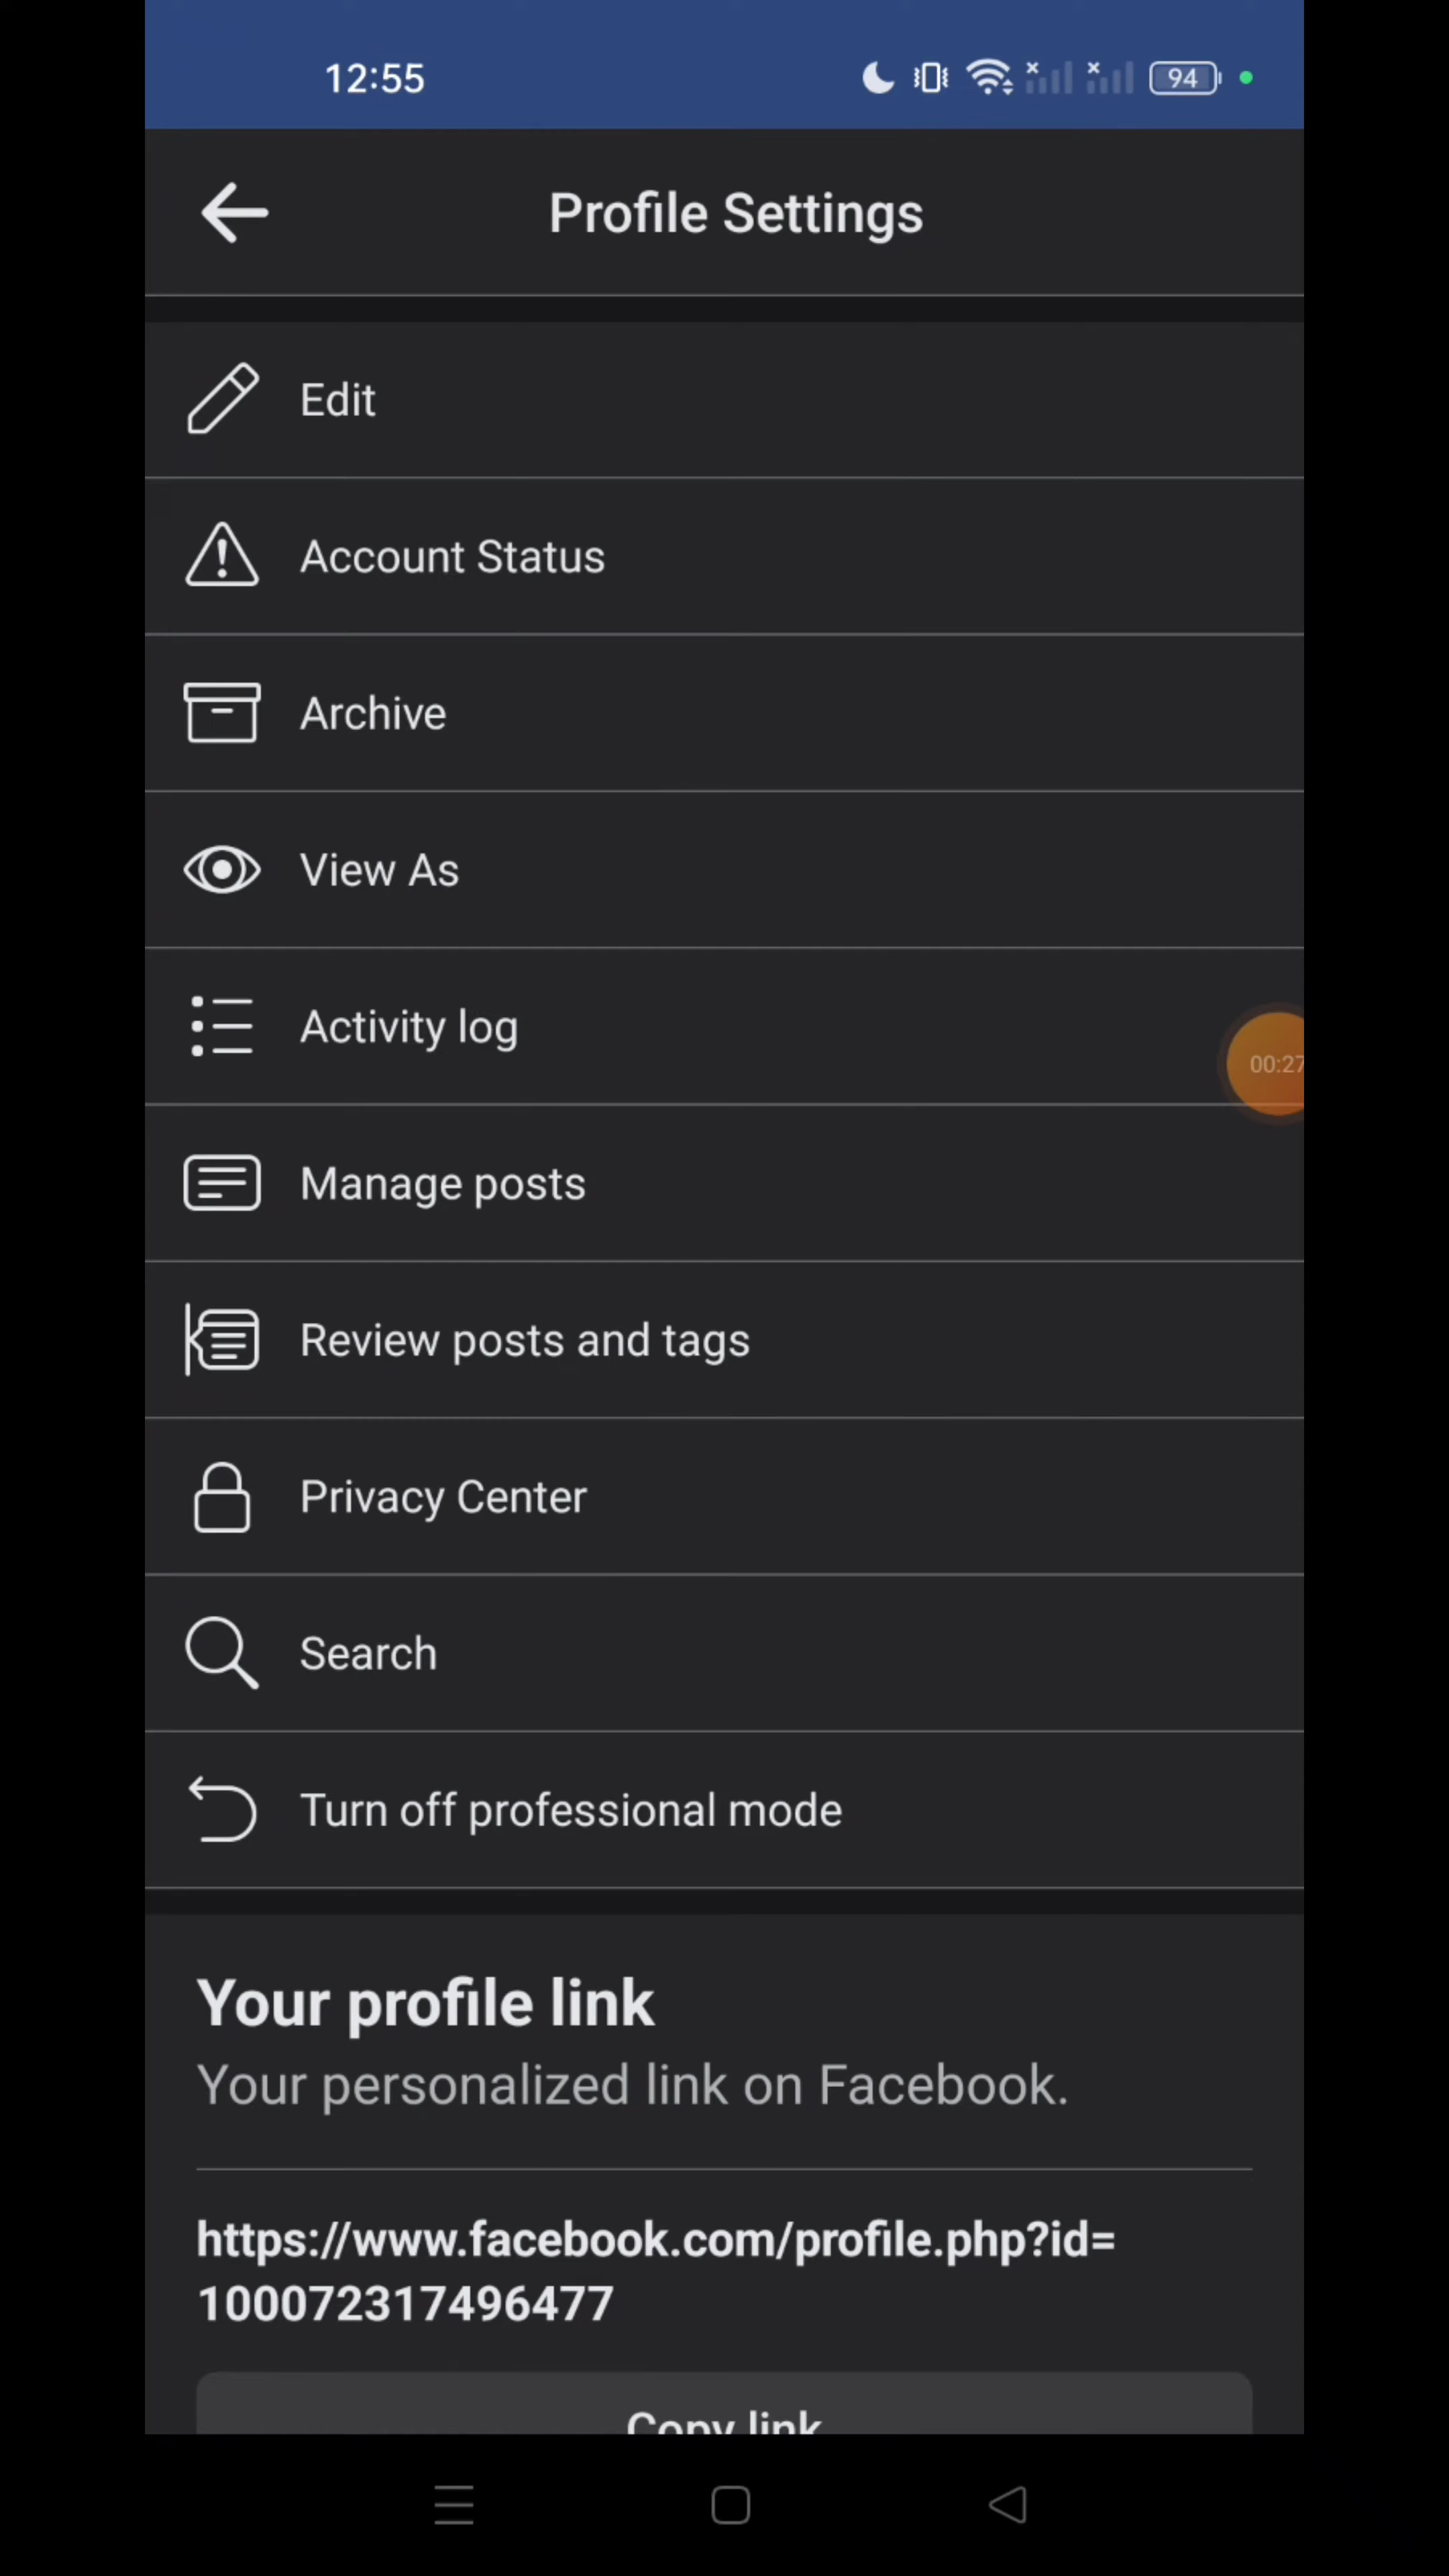 12:55
94
Profile Settings
Edit
Account Status
Archive
View As
Activity log
00:27
Manage posts
Review posts and tags
Privacy Center
Search
Turn off professional mode
Your profile link
Your personalized link on Facebook.
https://www.facebook.com/profile.php?id=
100072317496477
Copy link